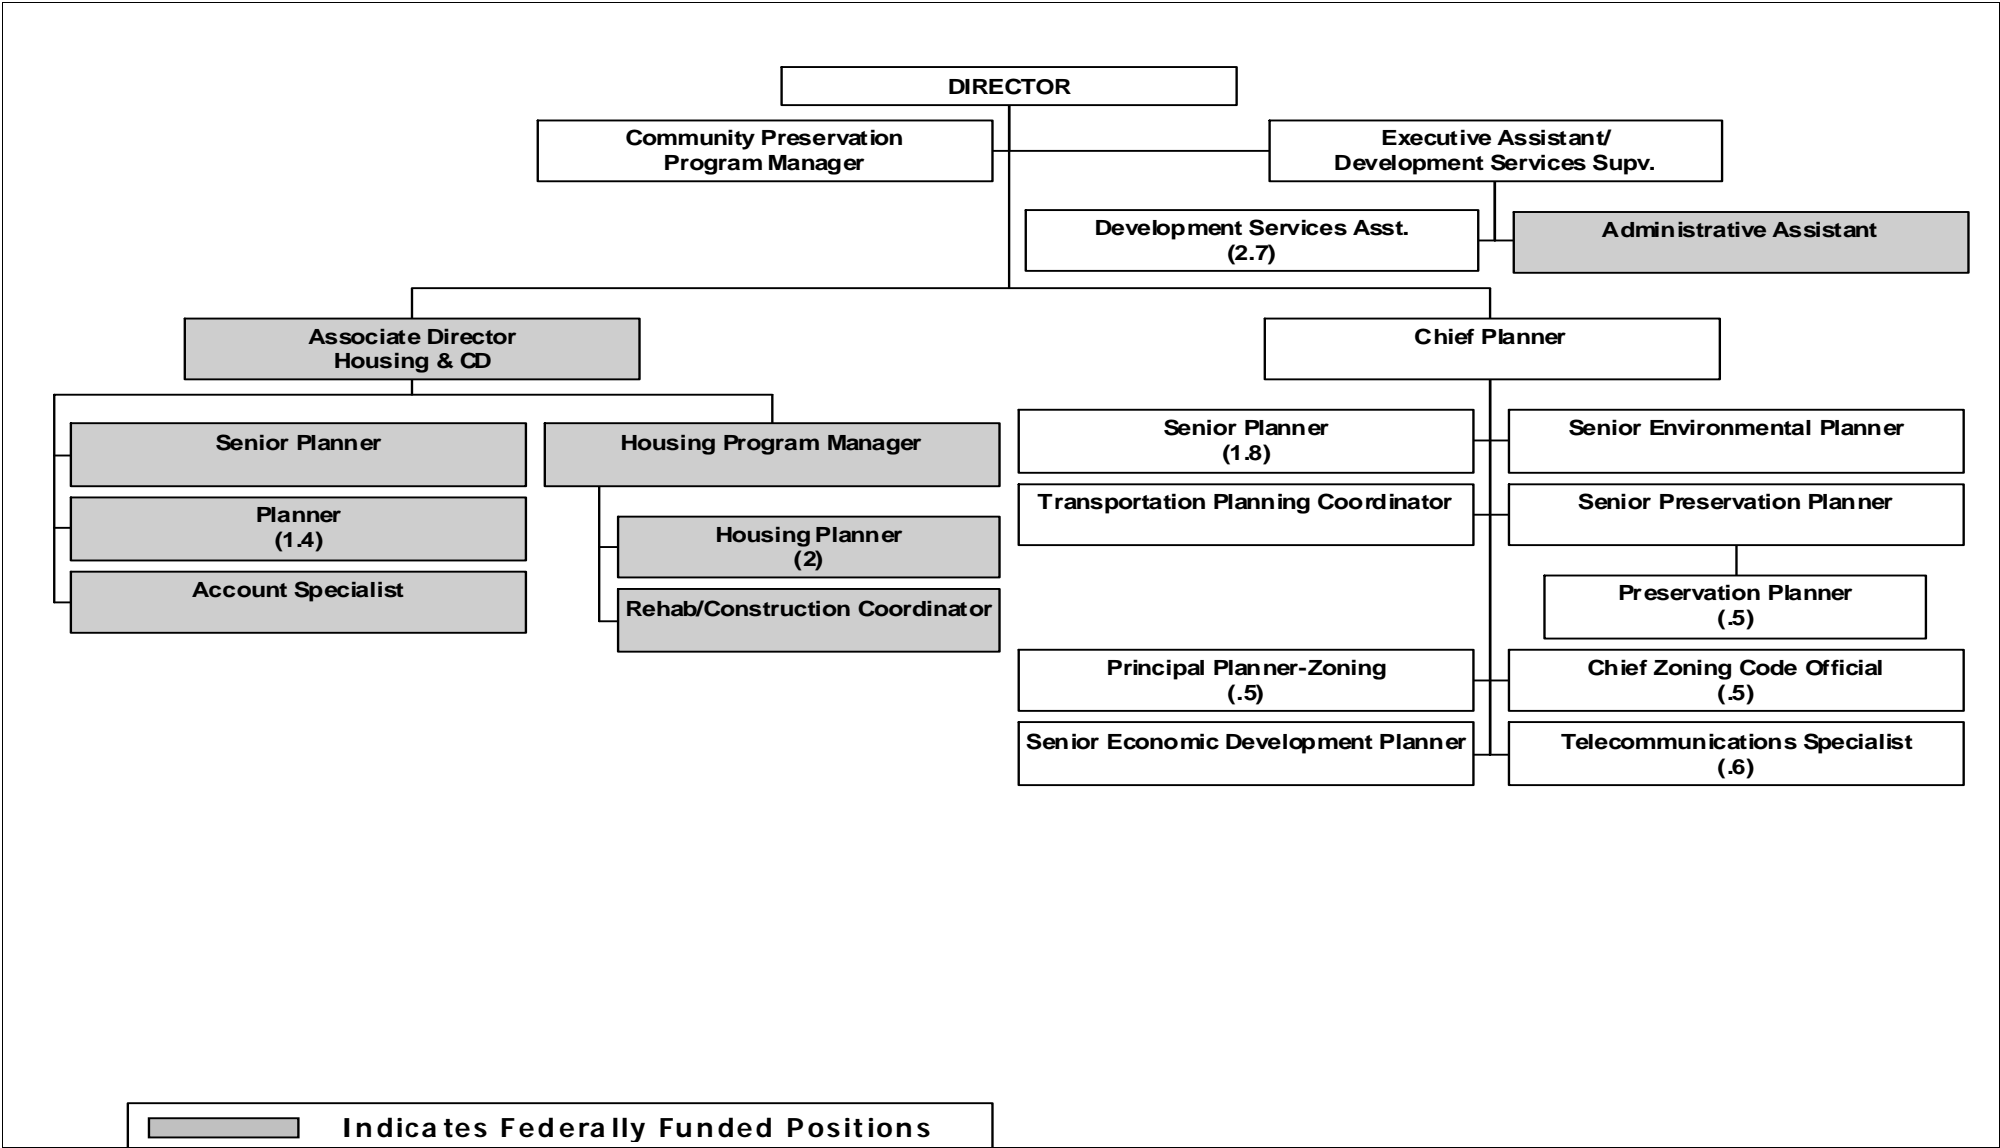 DIRECTOR
Community Preservation
Program Manager
Executive Assistant/
Development Services Supv.
Development Services Asst.
(2.7)
Administrative Assistant
Associate Director
Housing & CD
Chief Planner
Senior Planner
Housing Program Manager
Planner
(1.4)
Housing Planner
(2)
Account Specialist
Rehab/Construction Coordinator
Senior Planner
(1.8)
Senior Environmental Planner
Transportation Planning Coordinator
Senior Preservation Planner
Preservation Planner
(.5)
Principal Planner-Zoning
(.5)
Chief Zoning Code Official
(.5)
Senior Economic Development Planner
Telecommunications Specialist
(.6)
Indicates Federally Funded Positions